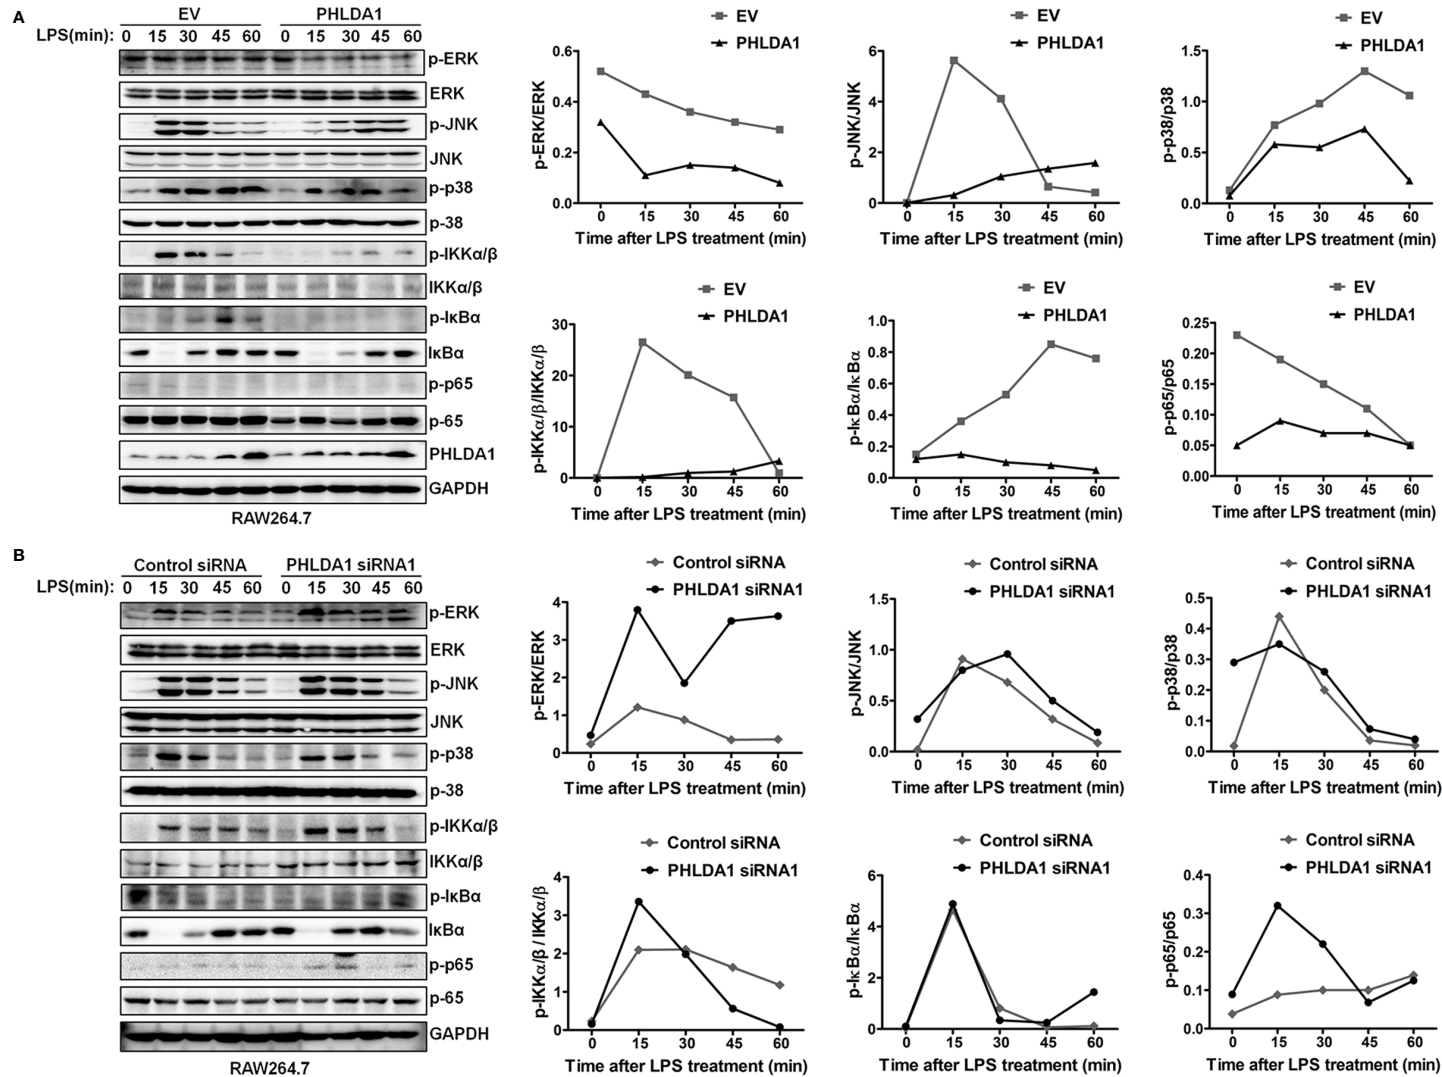 A
EV PHLDA1
LPS(min): 0 15 30 45 60 0 15 30 45 60
p-ERK
ERK
p-JNK
JNK
p-p38
p-38
p-IKKα/β
IKKα/β
p-IκBα
IκBα
p-p65
p-65
PHLDA1
GAPDH
RAW264.7
EV
PHLDA1
p-ERK/ERK
0.6
0.4
0.2
0.0
0 15 30 45 60
Time after LPS treatment (min)
EV
PHLDA1
p-JNK/JNK
6
4
2
0
0 15 30 45 60
Time after LPS treatment (min)
EV
PHLDA1
p-p38/p38
1.5
1.0
0.5
0.0
0 15 30 45 60
Time after LPS treatment (min)
EV
PHLDA1
p-IKKα/β/IKKα/β
30
20
10
0
0 15 30 45 60
Time after LPS treatment (min)
EV
PHLDA1
p-IκBα/IκBα
1.0
0.8
0.6
0.4
0.2
0.0
0 15 30 45 60
Time after LPS treatment (min)
EV
PHLDA1
p-p65/p65
0.25
0.20
0.15
0.10
0.05
0.00
0 15 30 45 60
Time after LPS treatment (min)
B
Control siRNA PHLDA1 siRNA1
LPS(min): 0 15 30 45 60 0 15 30 45 60
p-ERK
ERK
p-JNK
JNK
p-p38
p-38
p-IKKα/β
IKKα/β
p-IκBα
IκBα
p-p65
p-65
GAPDH
RAW264.7
Control siRNA
PHLDA1 siRNA1
p-ERK/ERK
4
3
2
1
0
0 15 30 45 60
Time after LPS treatment (min)
Control siRNA
PHLDA1 siRNA1
p-JNK/JNK
1.5
1.0
0.5
0.0
0 15 30 45 60
Time after LPS treatment (min)
Control siRNA
PHLDA1 siRNA1
p-p38/p38
0.5
0.4
0.3
0.2
0.1
0.0
0 15 30 45 60
Time after LPS treatment (min)
Control siRNA
PHLDA1 siRNA1
p-IKKα/β / IKKα/β
4
3
2
1
0
0 15 30 45 60
Time after LPS treatment (min)
Control siRNA
PHLDA1 siRNA1
p-IκBα/IκBα
6
4
2
0
0 15 30 45 60
Time after LPS treatment (min)
Control siRNA
PHLDA1 siRNA1
p-p65/p65
0.4
0.3
0.2
0.1
0.0
0 15 30 45 60
Time after LPS treatment (min)